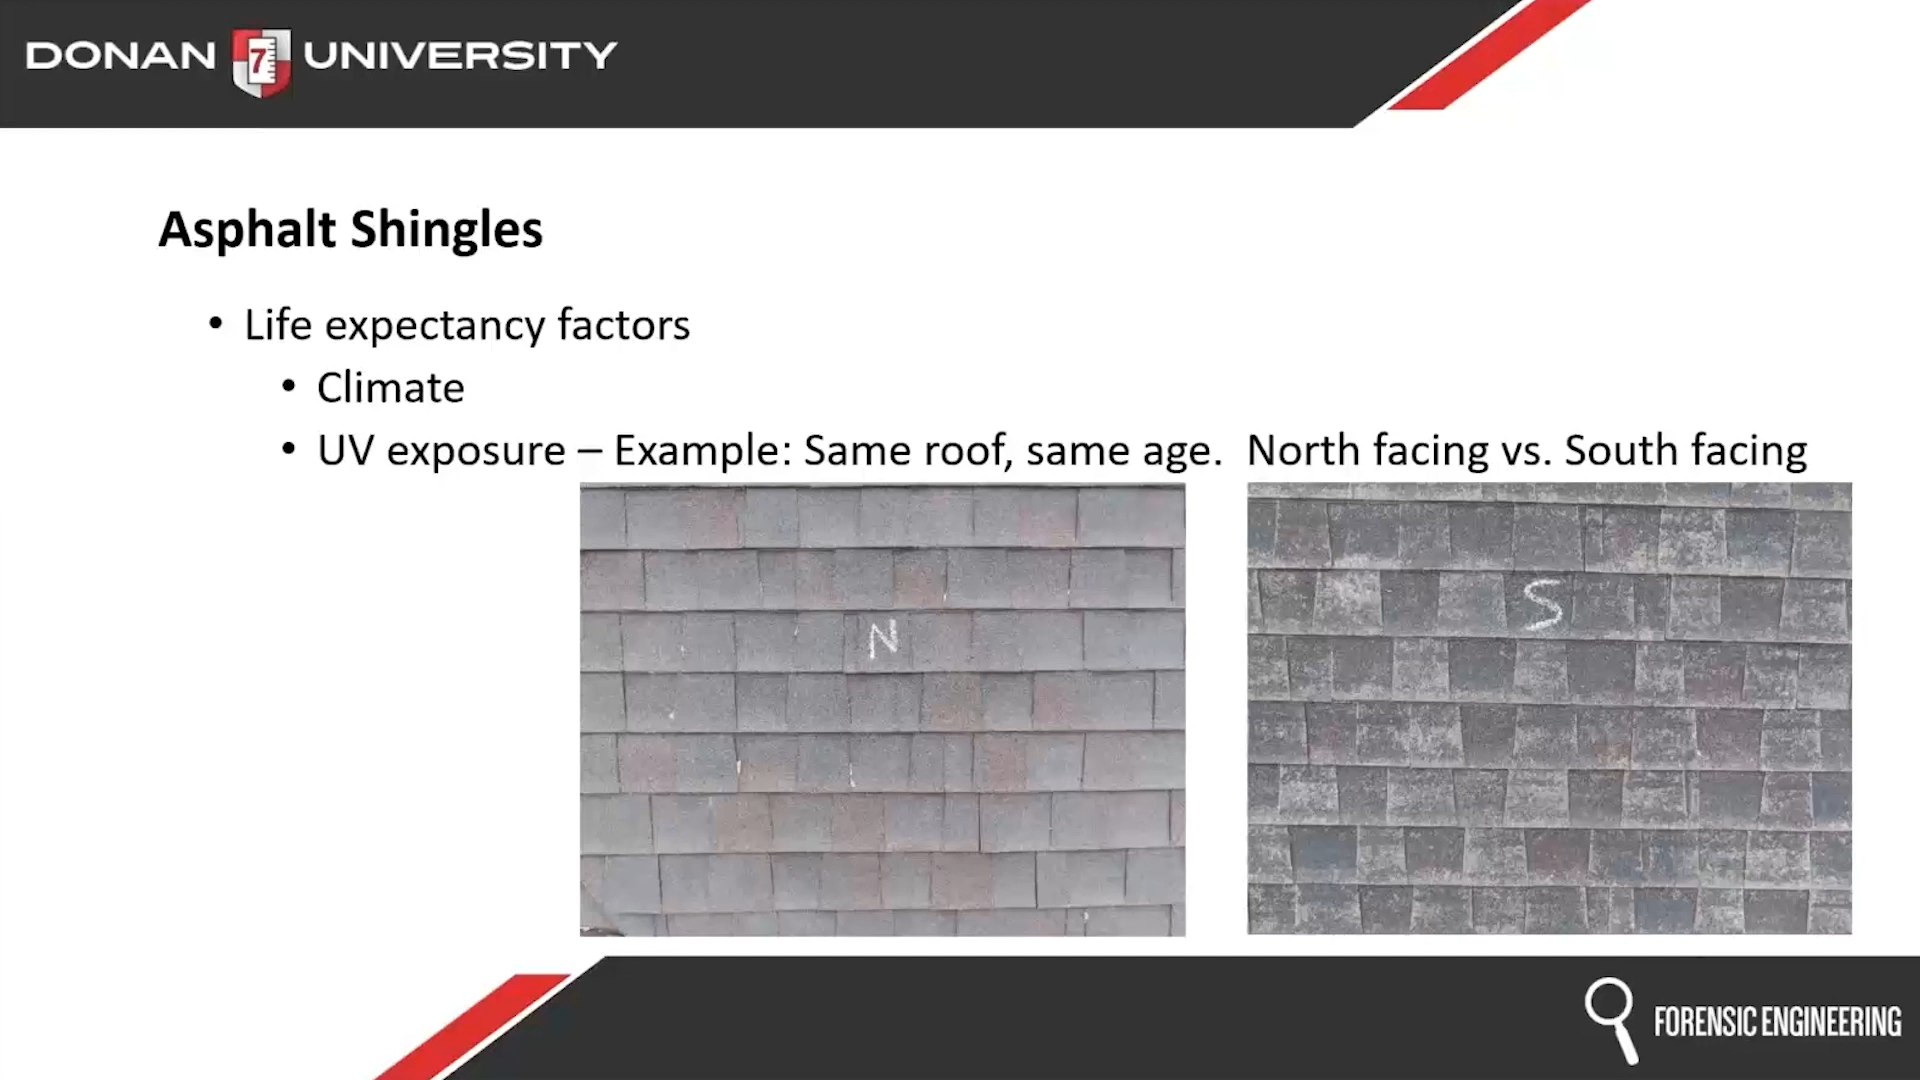 DONAN 7 UNIVERSITY
Asphalt Shingles
• Life expectancy factors
• Climate
• UV exposure – Example: Same roof, same age.  North facing vs. South facing
N
S
FORENSIC ENGINEERING